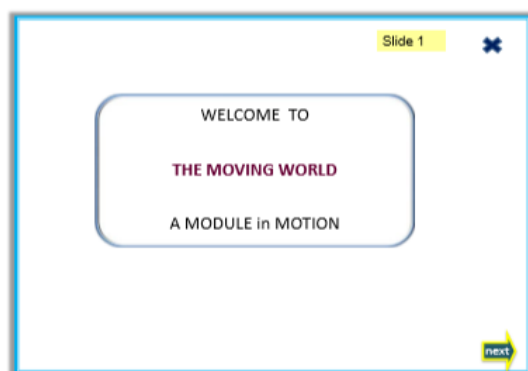 Slide 1
WELCOME TO
THE MOVING WORLD
A MODULE in MOTION
next